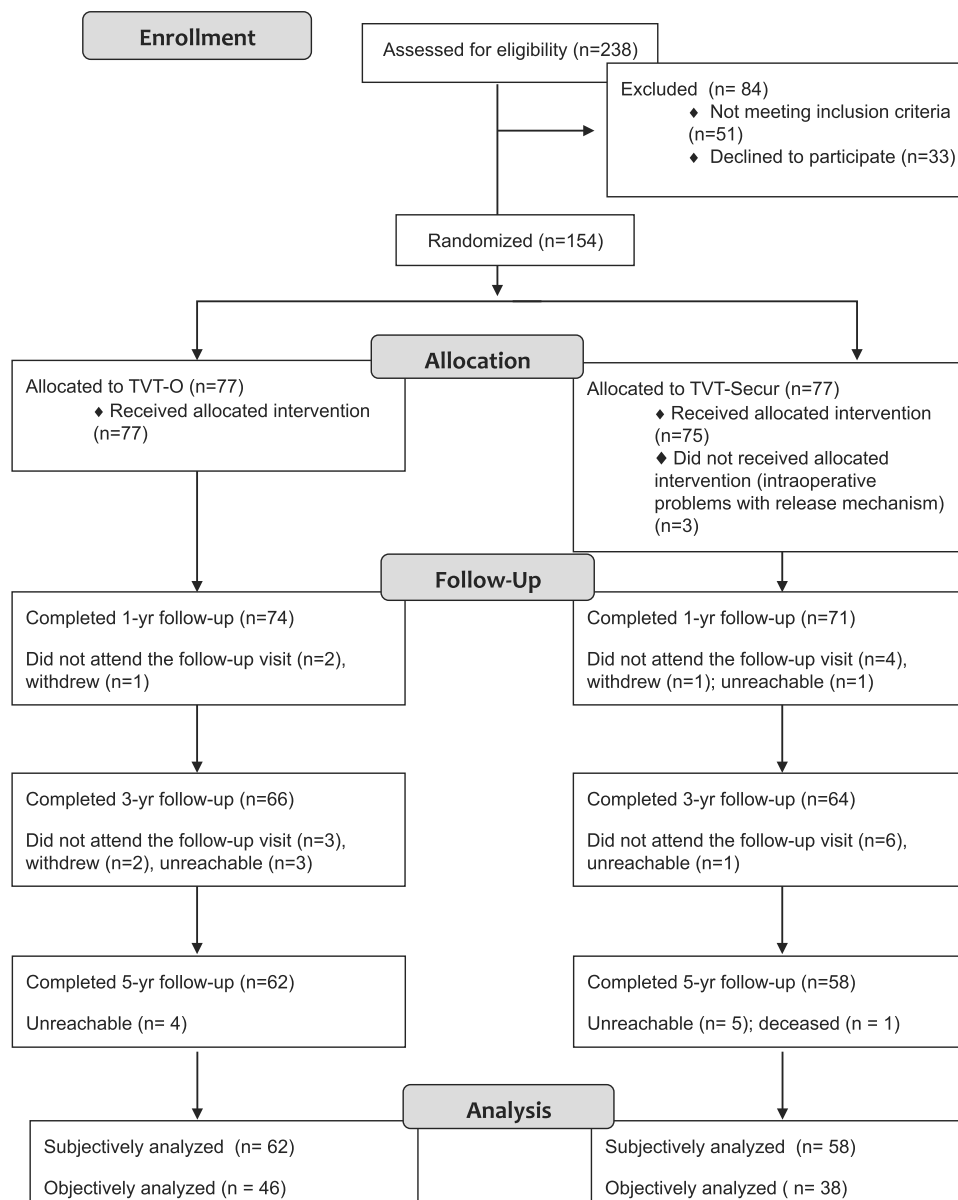 Enrollment
Assessed for eligibility (n=238)
Excluded (n= 84)
♦ Not meeting inclusion criteria
(n=51)
♦ Declined to participate (n=33)
Randomized (n=154)
Allocation
Allocated to TVT-O (n=77)
♦ Received allocated intervention
(n=77)
Allocated to TVT-Secur (n=77)
♦ Received allocated intervention
(n=75)
♦ Did not received allocated
intervention (intraoperative
problems with release mechanism)
(n=3)
Follow-Up
Completed 1-yr follow-up (n=74)
Did not attend the follow-up visit (n=2),
withdrew (n=1)
Completed 1-yr follow-up (n=71)
Did not attend the follow-up visit (n=4),
withdrew (n=1); unreachable (n=1)
Completed 3-yr follow-up (n=66)
Did not attend the follow-up visit (n=3),
withdrew (n=2), unreachable (n=3)
Completed 3-yr follow-up (n=64)
Did not attend the follow-up visit (n=6),
unreachable (n=1)
Completed 5-yr follow-up (n=62)
Unreachable (n= 4)
Completed 5-yr follow-up (n=58)
Unreachable (n= 5); deceased (n = 1)
Analysis
Subjectively analyzed (n= 62)
Objectively analyzed (n = 46)
Subjectively analyzed (n= 58)
Objectively analyzed ( n= 38)